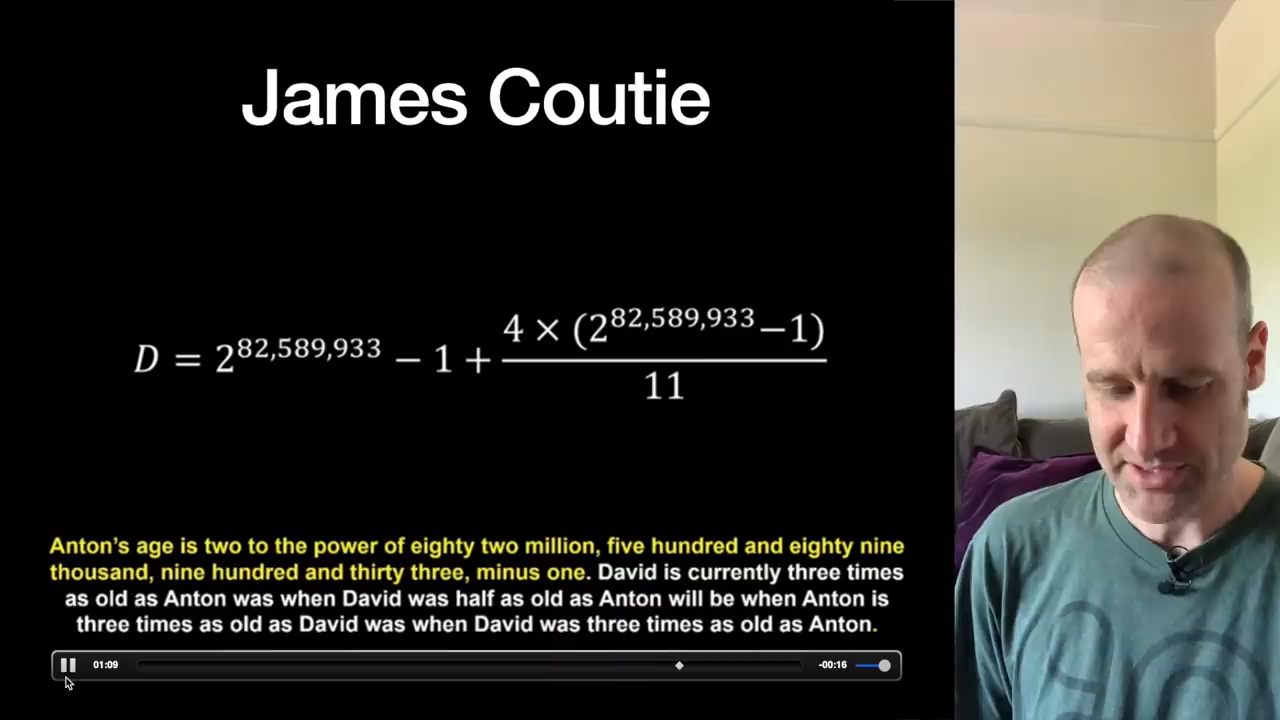 James Coutie
D = 2^82,589,933 − 1 + (4 × (2^82,589,933 −1))/11
Anton's age is two to the power of eighty two million, five hundred and eighty nine
thousand, nine hundred and thirty three, minus one. David is currently three times
as old as Anton was when David was half as old as Anton will be when Anton is
three times as old as David was when David was three times as old as Anton.
01:09 -00:16